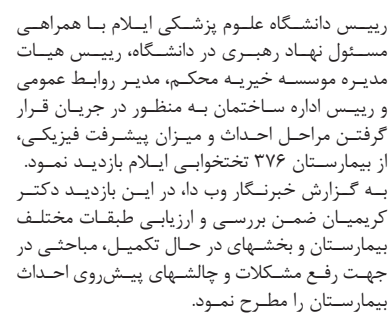 رییس دانشگاه علوم پزشکی ایلام با همراهی
مسئول نهاد رهبری در دانشگاه، رییس هیات
مدیره موسسه خیریه محکم، مدیر روابط عمومی
و رییس اداره ساختمان به منظور در جریان قرار
گرفتن مراحل احداث و میزان پیشرفت فیزیکی،
از بیمارستان ۳۷۶ تختخوابی ایلام بازدید نمود.
به گزارش خبرنگار وب دا، در این بازدید دکتر
کریمیان ضمن بررسی و ارزیابی طبقات مختلف
بیمارستان و بخشهای در حال تکمیل، مباحثی در
جهت رفع مشکلات و چالشهای پیش‌روی احداث
بیمارستان را مطرح نمود.